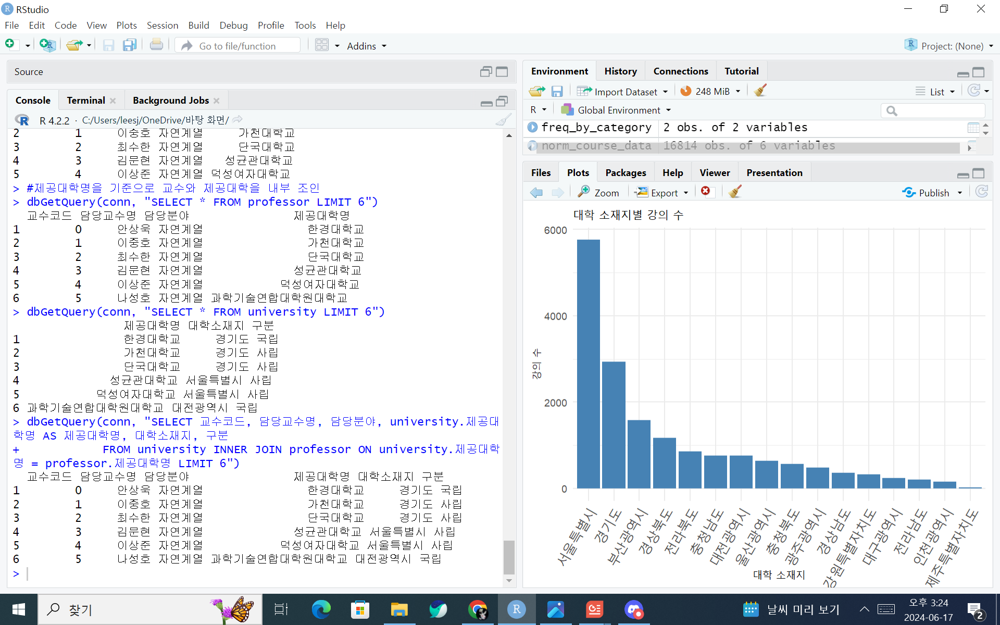 RStudio
File Edit Code View Plots Session Build Debug Profile Tools Help
Go to file/function Addins Project: (None)
Source
Console Terminal Background Jobs
R 4.2.2 · C:/Users/leesj/OneDrive/바탕 화면/
2 1 이중호 자연계열 가천대학교
3 2 최수한 자연계열 단국대학교
4 3 김문현 자연계열 성균관대학교
5 4 이상준 자연계열 덕성여자대학교
> #제공대학명을 기준으로 교수와 제공대학을 내부 조인
> dbGetQuery(conn, "SELECT * FROM professor LIMIT 6")
교수코드 담당교수명 담당분야 제공대학명
1 0 안상욱 자연계열 한경대학교
2 1 이중호 자연계열 가천대학교
3 2 최수한 자연계열 단국대학교
4 3 김문현 자연계열 성균관대학교
5 4 이상준 자연계열 덕성여자대학교
6 5 나성호 자연계열 과학기술연합대학원대학교
> dbGetQuery(conn, "SELECT * FROM university LIMIT 6")
제공대학명 대학소재지 구분
1 한경대학교 경기도 국립
2 가천대학교 경기도 사립
3 단국대학교 경기도 사립
4 성균관대학교 서울특별시 사립
5 덕성여자대학교 서울특별시 사립
6 과학기술연합대학원대학교 대전광역시 국립
> dbGetQuery(conn, "SELECT 교수코드, 담당교수명, 담당분야, university.제공대
학명 AS 제공대학명, 대학소재지, 구분
+ FROM university INNER JOIN professor ON university.제공대학
명 = professor.제공대학명 LIMIT 6")
교수코드 담당교수명 담당분야 제공대학명 대학소재지 구분
1 0 안상욱 자연계열 한경대학교 경기도 국립
2 1 이중호 자연계열 가천대학교 경기도 사립
3 2 최수한 자연계열 단국대학교 경기도 사립
4 3 김문현 자연계열 성균관대학교 서울특별시 사립
5 4 이상준 자연계열 덕성여자대학교 서울특별시 사립
6 5 나성호 자연계열 과학기술연합대학원대학교 대전광역시 국립
>
Environment History Connections Tutorial
Import Dataset 248 MiB List
R Global Environment
freq_by_category 2 obs. of 2 variables
norm_course_data 16814 obs. of 6 variables
Files Plots Packages Help Viewer Presentation
Zoom Export Publish
대학 소재지별 강의 수
6000
4000
2000
0
강의 수
서울특별시 경기도 부산광역시 경상북도 전라북도 충청남도 대전광역시 울산광역시 충청북도 광주광역시 경상남도 강원특별자치도 대구광역시 전라남도 인천광역시 제주특별자치도
대학 소재지
찾기
날씨 미리 보기
오후 3:24
2024-06-17
2